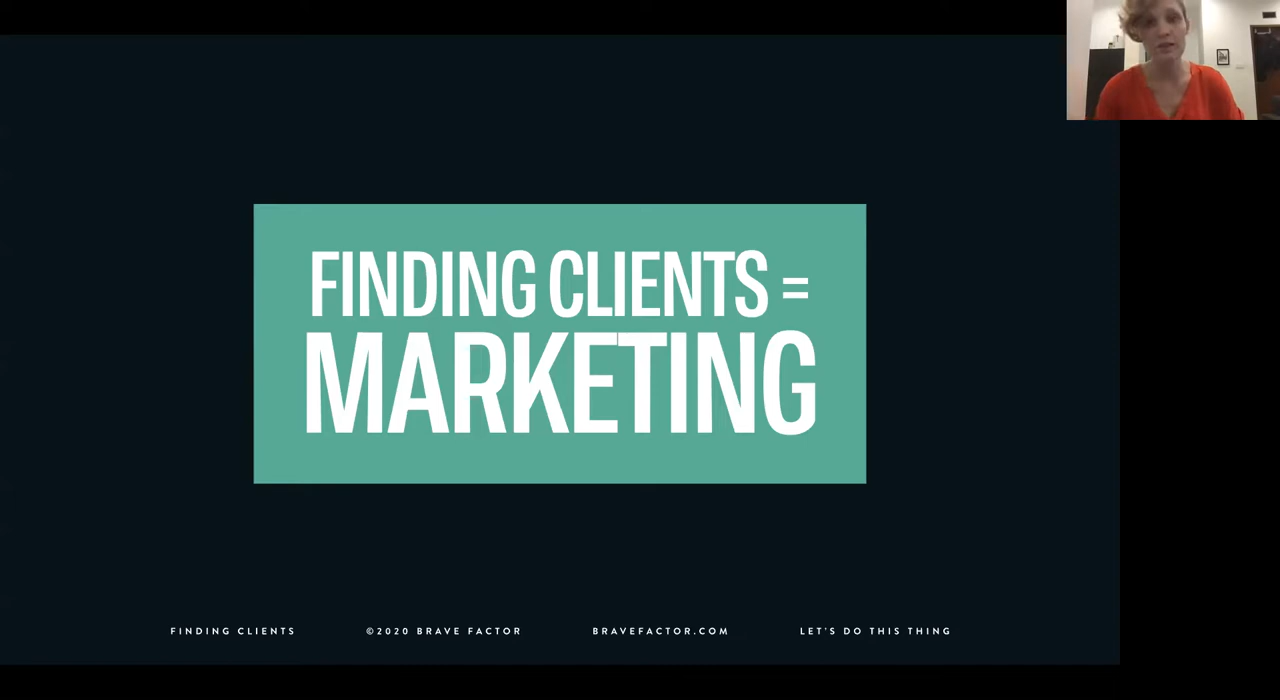 FINDING CLIENTS =
MARKETING
FINDING CLIENTS
©2020 BRAVE FACTOR
BRAVEFACTOR.COM
LET'S DO THIS THING